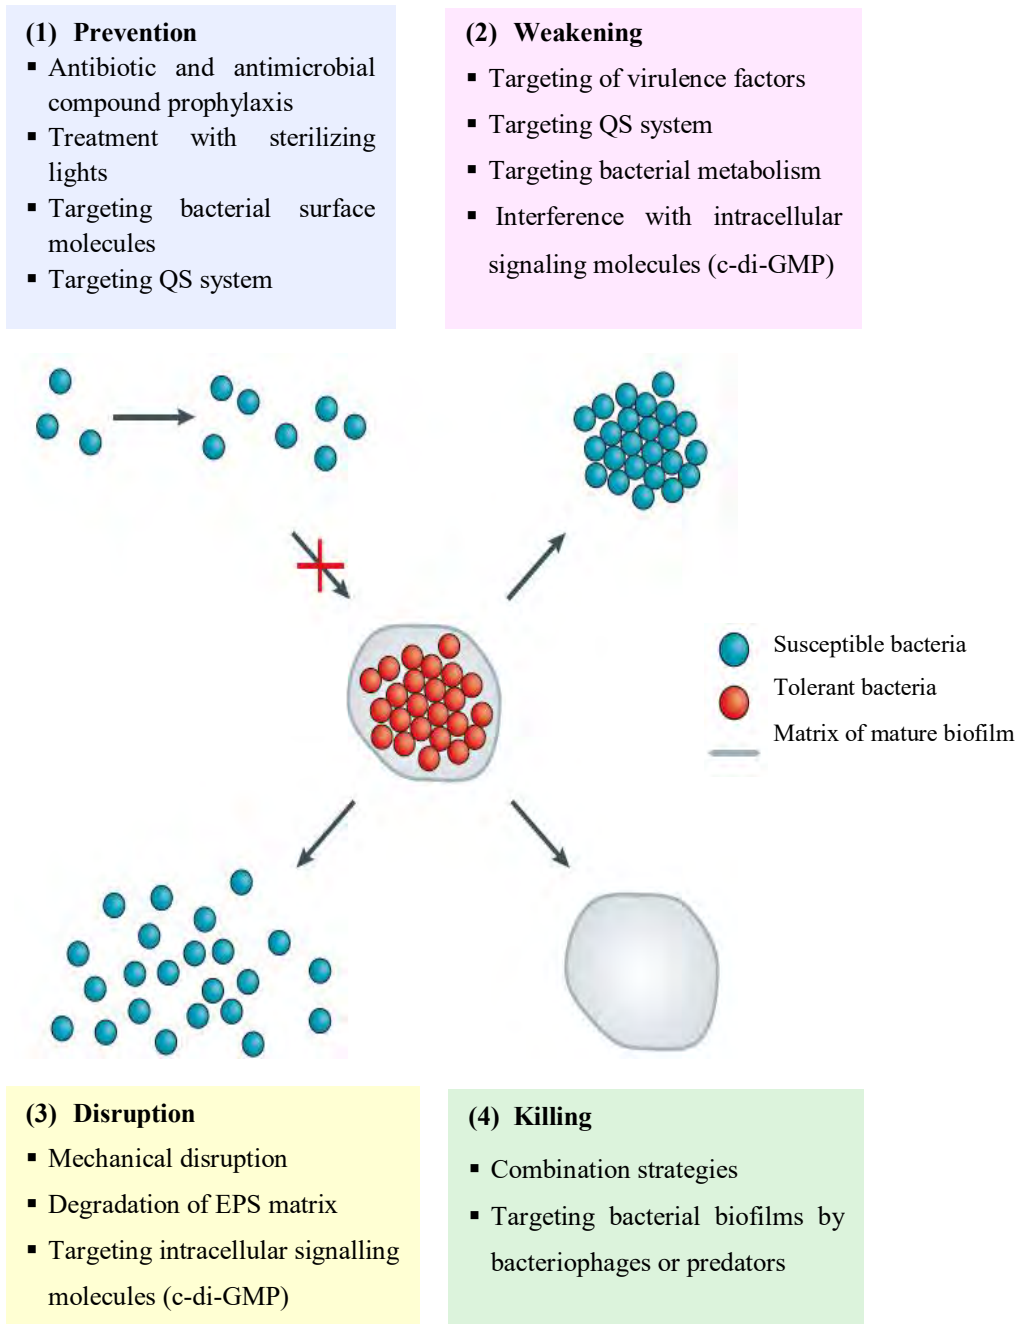 (1) Prevention
▪ Antibiotic and antimicrobial
compound prophylaxis
▪ Treatment with sterilizing
lights
▪ Targeting bacterial surface
molecules
▪ Targeting QS system
(2) Weakening
▪ Targeting of virulence factors
▪ Targeting QS system
▪ Targeting bacterial metabolism
▪ Interference with intracellular
signaling molecules (c-di-GMP)
Susceptible bacteria
Tolerant bacteria
Matrix of mature biofilm
(3) Disruption
▪ Mechanical disruption
▪ Degradation of EPS matrix
▪ Targeting intracellular signalling
molecules (c-di-GMP)
(4) Killing
▪ Combination strategies
▪ Targeting bacterial biofilms by
bacteriophages or predators